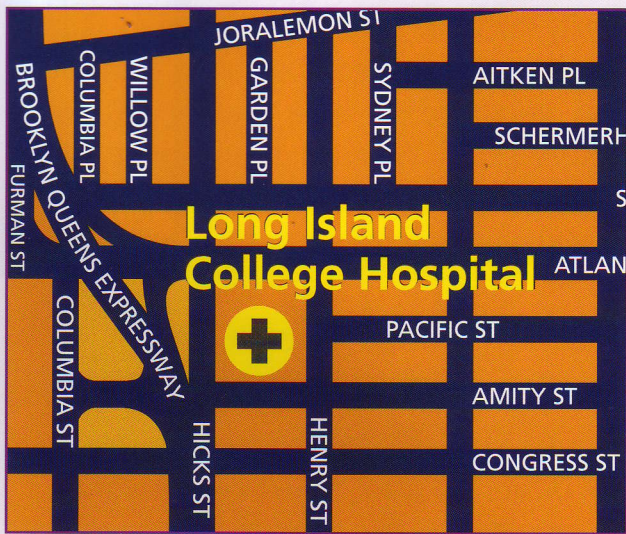 JORALEMON ST
BROOKLYN QUEENS EXPRESSWAY
COLUMBIA PL
WILLOW PL
GARDEN PL
SYDNEY PL
AITKEN PL
SCHERMERH
FURMAN ST
S
Long Island
College Hospital
ATLAN
COLUMBIA ST
PACIFIC ST
AMITY ST
HICKS ST
HENRY ST
CONGRESS ST